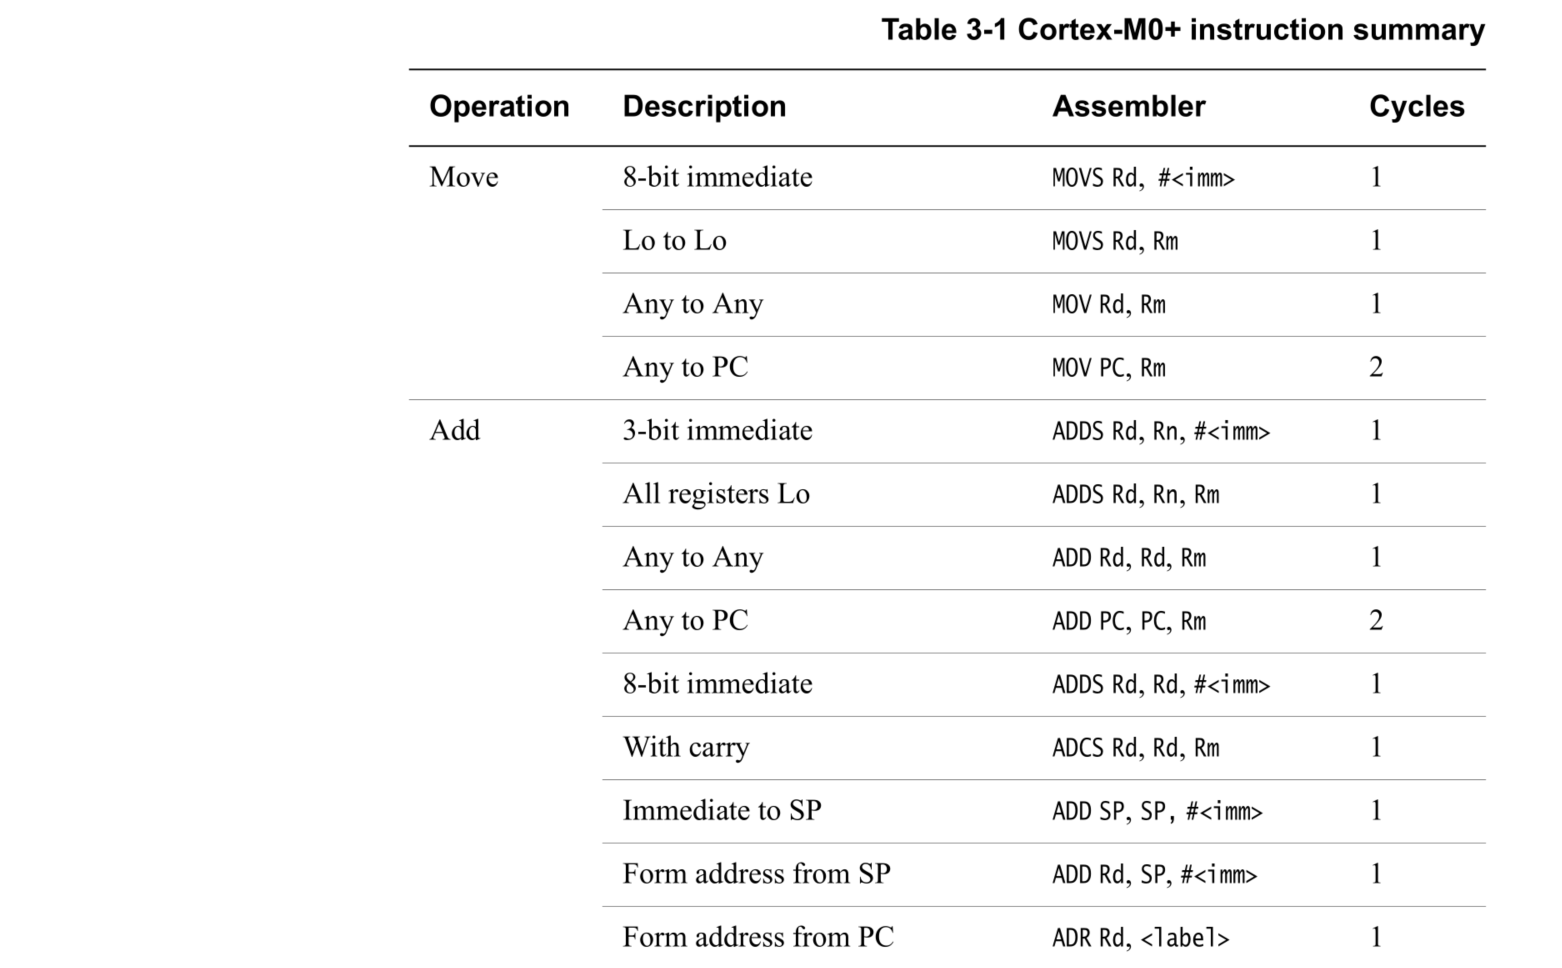 Table 3-1 Cortex-M0+ instruction summary
Operation Description Assembler Cycles
Move 8-bit immediate MOVS Rd, #<imm> 1
Lo to Lo MOVS Rd, Rm 1
Any to Any MOV Rd, Rm 1
Any to PC MOV PC, Rm 2
Add 3-bit immediate ADDS Rd, Rn, #<imm> 1
All registers Lo ADDS Rd, Rn, Rm 1
Any to Any ADD Rd, Rd, Rm 1
Any to PC ADD PC, PC, Rm 2
8-bit immediate ADDS Rd, Rd, #<imm> 1
With carry ADCS Rd, Rd, Rm 1
Immediate to SP ADD SP, SP, #<imm> 1
Form address from SP ADD Rd, SP, #<imm> 1
Form address from PC ADR Rd, <label> 1